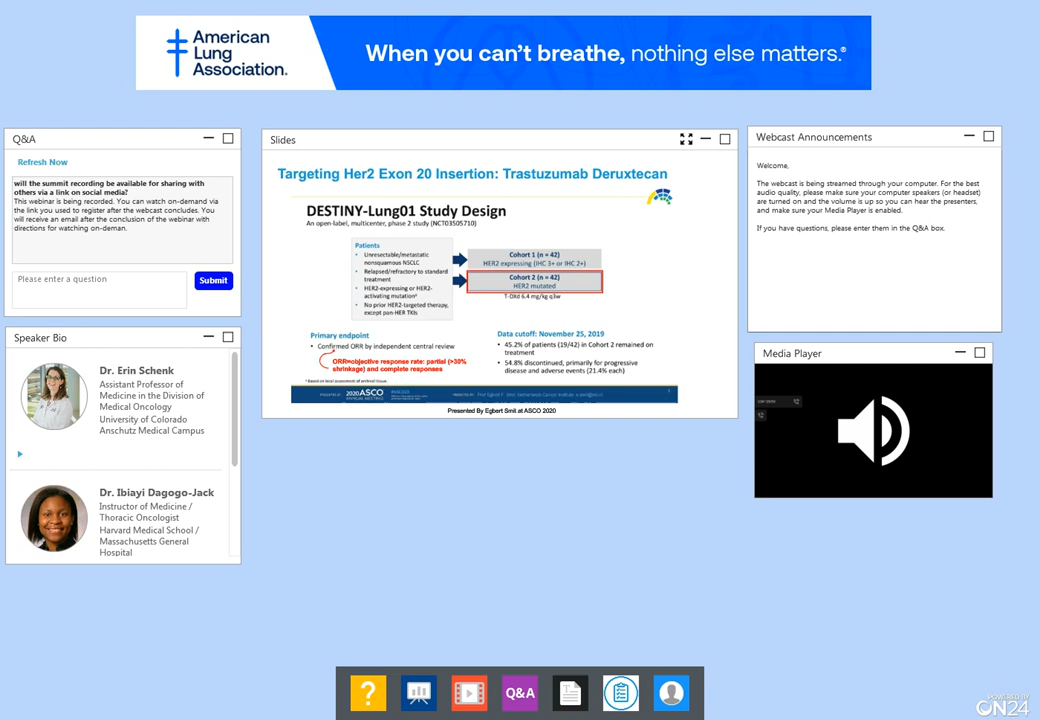 American
Lung
Association®
When you can't breathe, nothing else matters.®
Q&A
Refresh Now
will the summit recording be available for sharing with
others via a link on social media?
This webinar is being recorded. You can watch on-demand via
the link you used to register after the webcast concludes. You
will receive an email after the conclusion of the webinar with
directions for watching on-deman.
Please enter a question
Submit
Speaker Bio
Dr. Erin Schenk
Assistant Professor of
Medicine in the Division of
Medical Oncology
University of Colorado
Anschutz Medical Campus
Dr. Ibiayi Dagogo-Jack
Instructor of Medicine /
Thoracic Oncologist
Harvard Medical School /
Massachusetts General
Hospital
Slides
Targeting Her2 Exon 20 Insertion: Trastuzumab Deruxtecan
DESTINY-Lung01 Study Design
An open-label, multicenter, phase 2 study (NCT03505710)
Patients
• Unresectable/metastatic
nonsquamous NSCLC
• Relapsed/refractory to standard
treatment
• HER2-expressing or HER2-
activating mutationª
• No prior HER2-targeted therapy,
except pan-HER TKIs
Cohort 1 (n = 42)
HER2 expressing (IHC 3+ or IHC 2+)
Cohort 2 (n = 42)
HER2 mutated
T-DXd 6.4 mg/kg q3w
Primary endpoint
• Confirmed ORR by independent central review
ORR=objective response rate: partial (>30%
shrinkage) and complete responses
Data cutoff: November 25, 2019
• 45.2% of patients (19/42) in Cohort 2 remained on
treatment
• 54.8% discontinued, primarily for progressive
disease and adverse events (21.4% each)
ª Based on local assessment of archival tissue.
PRESENTED AT:
2020 ASCO
ANNUAL MEETING
Presented By Egbert Smit at ASCO 2020
Webcast Announcements
Welcome,
The webcast is being streamed through your computer. For the best
audio quality, please make sure your computer speakers (or headset)
are turned on and the volume is up so you can hear the presenters,
and make sure your Media Player is enabled.
If you have questions, please enter them in the Q&A box.
Media Player
?
Q&A
POWERED BY
ON24